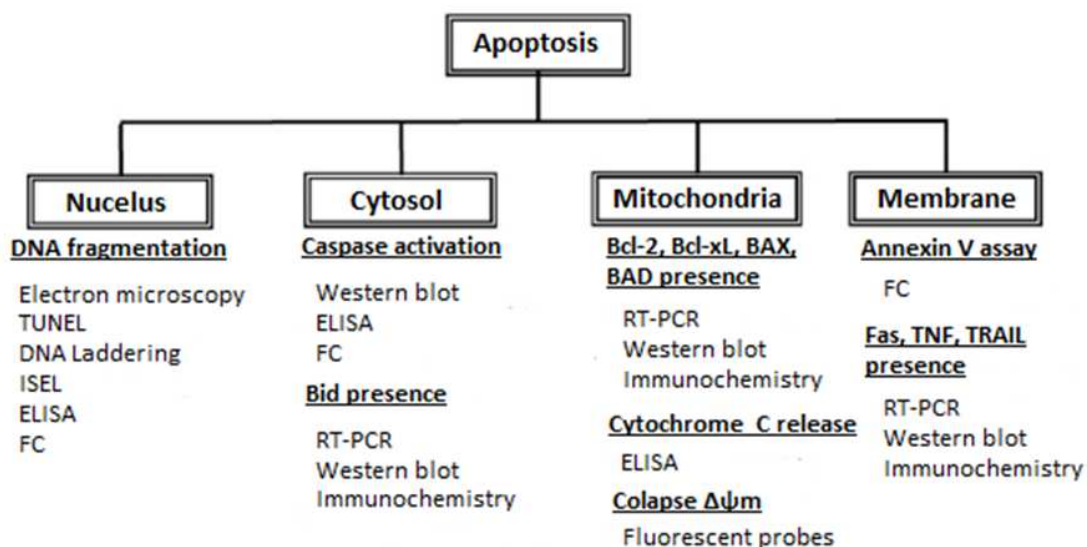 Apoptosis
Nucelus
DNA fragmentation
Electron microscopy
TUNEL
DNA Laddering
ISEL
ELISA
FC
Cytosol
Caspase activation
Western blot
ELISA
FC
Bid presence
RT-PCR
Western blot
Immunochemistry
Mitochondria
Bcl-2, Bcl-xL, BAX,
BAD presence
RT-PCR
Western blot
Immunochemistry
Cytochrome C release
ELISA
Colapse Δψm
Fluorescent probes
Membrane
Annexin V assay
FC
Fas, TNF, TRAIL
presence
RT-PCR
Western blot
Immunochemistry